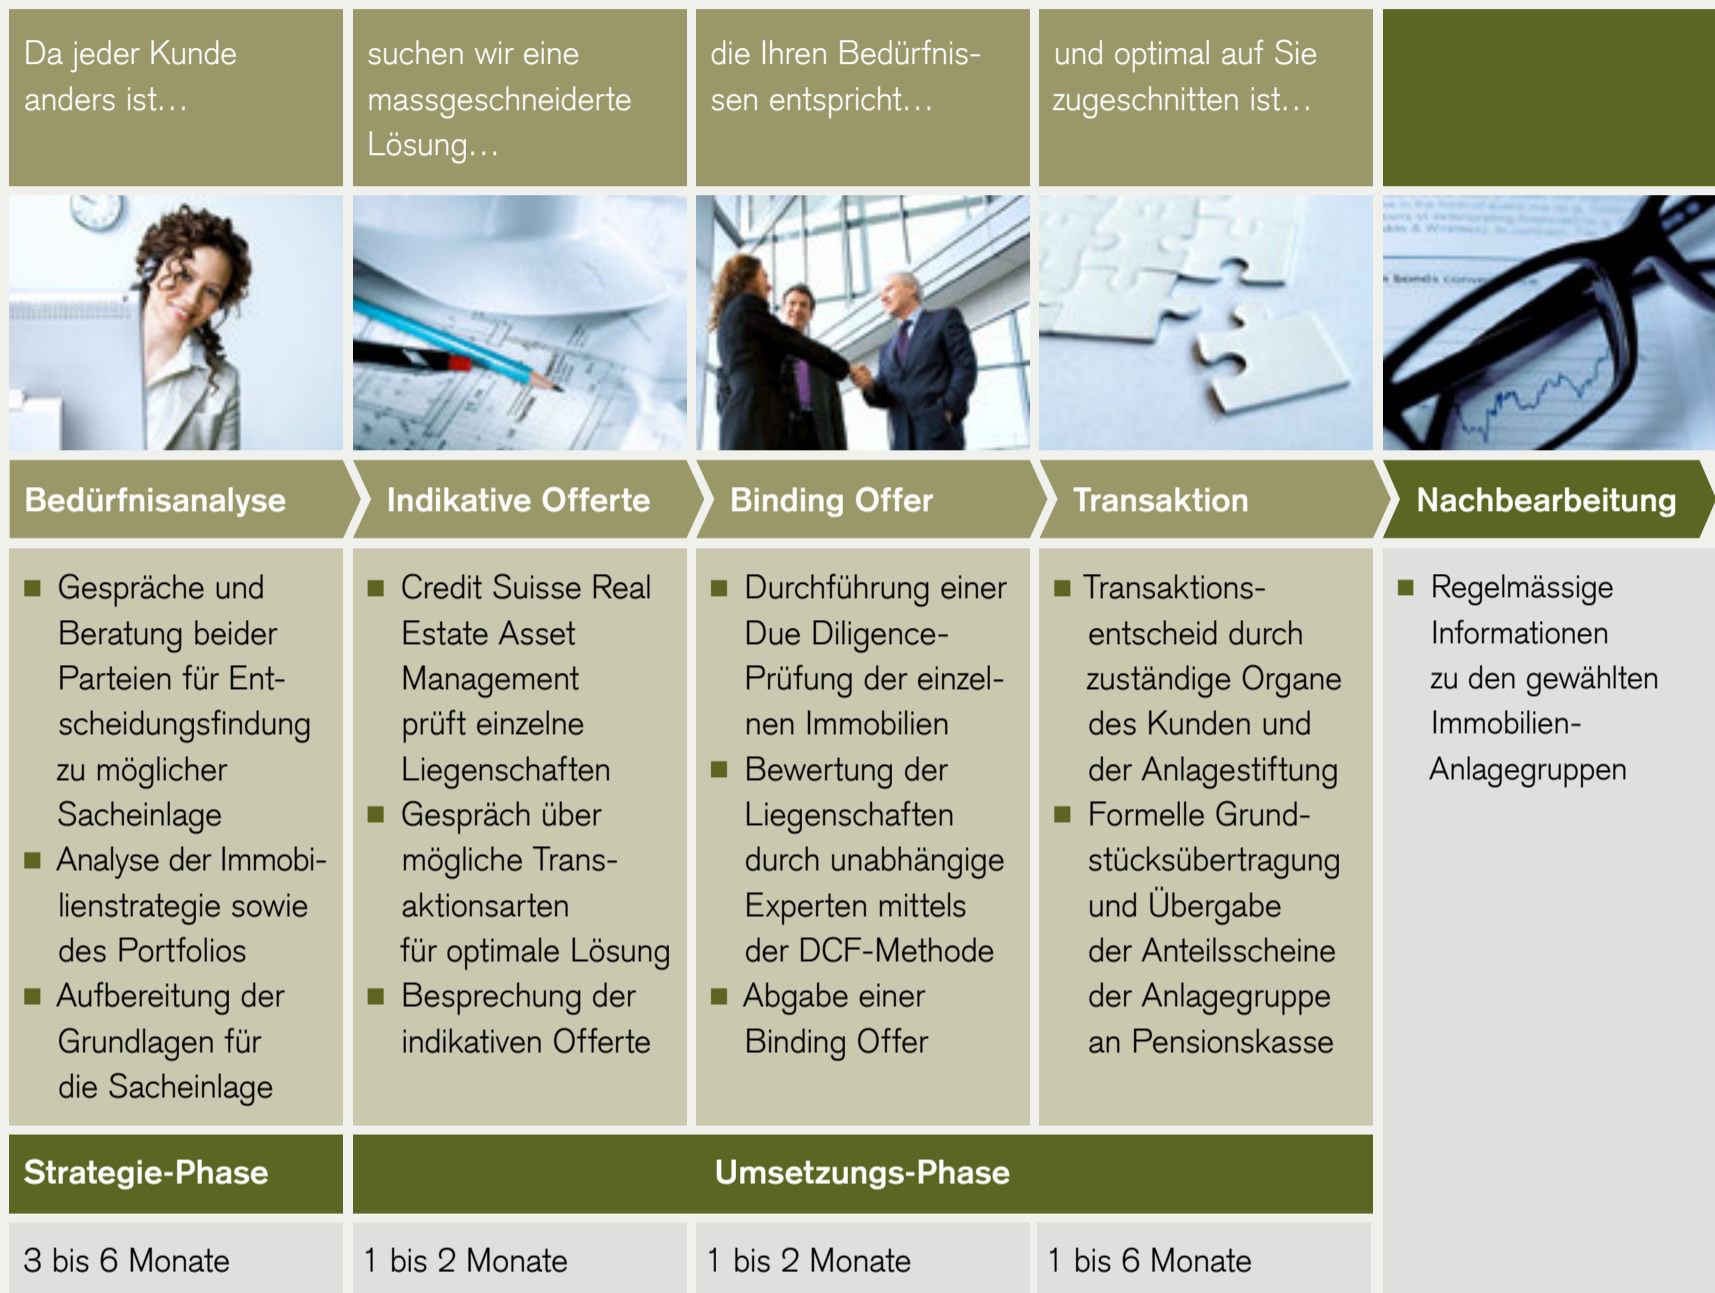 Da jeder Kunde
anders ist...
suchen wir eine
massgeschneiderte
Lösung...
die Ihren Bedürfnis-
sen entspricht...
und optimal auf Sie
zugeschnitten ist...
Bedürfnisanalyse
Indikative Offerte
Binding Offer
Transaktion
Nachbearbeitung
■ Gespräche und
Beratung beider
Parteien für Ent-
scheidungsfindung
zu möglicher
Sacheinlage
■ Analyse der Immobi-
lienstrategie sowie
des Portfolios
■ Aufbereitung der
Grundlagen für
die Sacheinlage
■ Credit Suisse Real
Estate Asset
Management
prüft einzelne
Liegenschaften
■ Gespräch über
mögliche Trans-
aktionsarten
für optimale Lösung
■ Besprechung der
indikativen Offerte
■ Durchführung einer
Due Diligence-
Prüfung der einzel-
nen Immobilien
■ Bewertung der
Liegenschaften
durch unabhängige
Experten mittels
der DCF-Methode
■ Abgabe einer
Binding Offer
■ Transaktions-
entscheid durch
zuständige Organe
des Kunden und
der Anlagestiftung
■ Formelle Grund-
stücksübertragung
und Übergabe
der Anteilsscheine
der Anlagegruppe
an Pensionskasse
■ Regelmässige
Informationen
zu den gewählten
Immobilien-
Anlagegruppen
Strategie-Phase
Umsetzungs-Phase
3 bis 6 Monate
1 bis 2 Monate
1 bis 2 Monate
1 bis 6 Monate